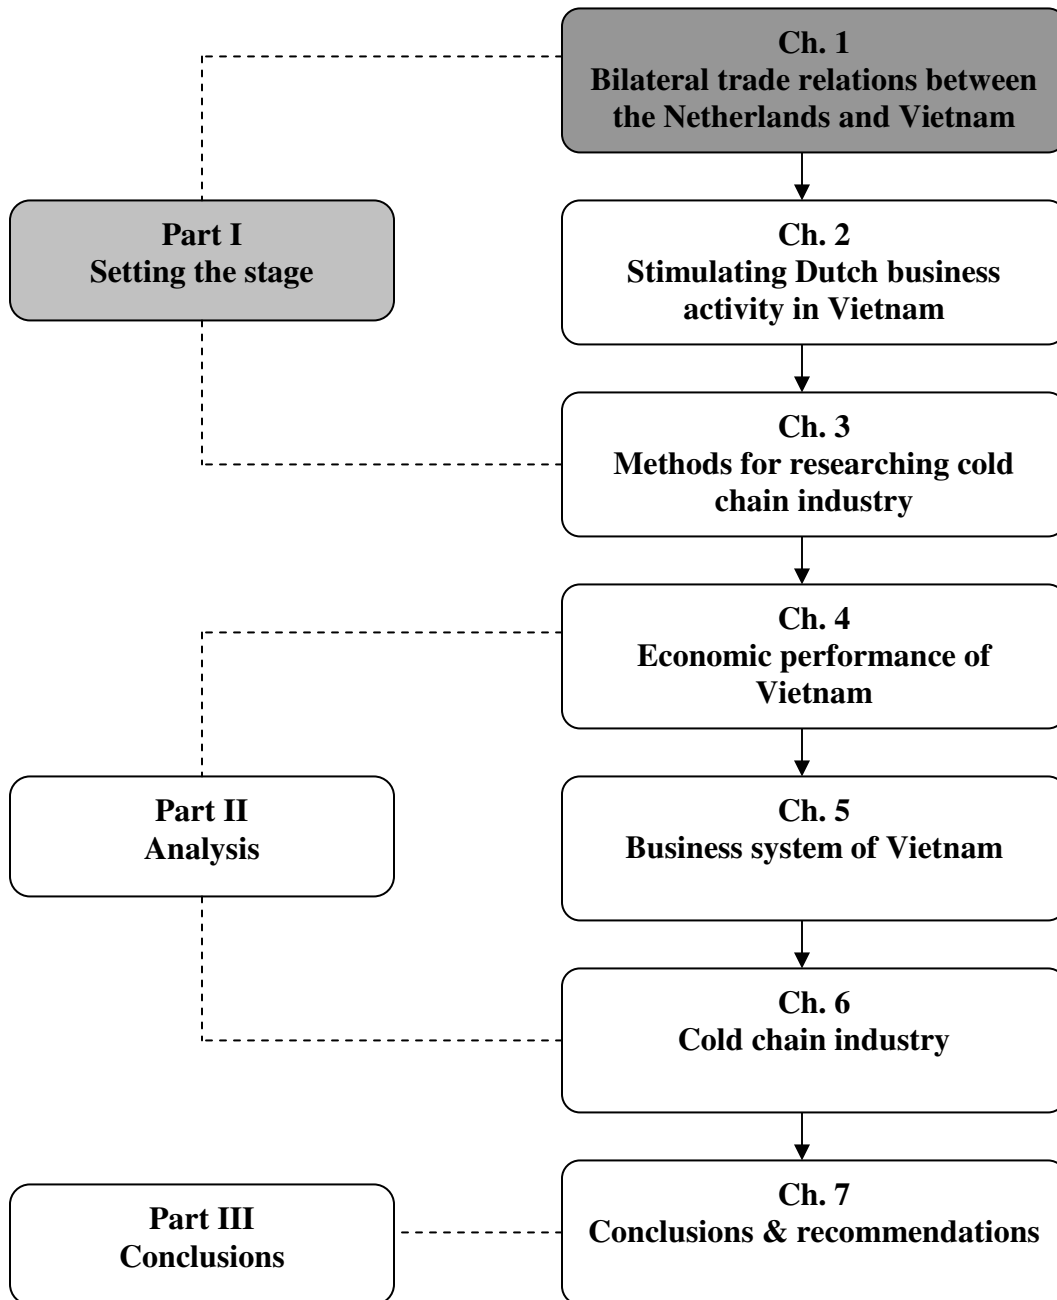 Ch. 1
Bilateral trade relations between
the Netherlands and Vietnam
Part I
Setting the stage
Ch. 2
Stimulating Dutch business
activity in Vietnam
Ch. 3
Methods for researching cold
chain industry
Ch. 4
Economic performance of
Vietnam
Part II
Analysis
Ch. 5
Business system of Vietnam
Ch. 6
Cold chain industry
Part III
Conclusions
Ch. 7
Conclusions & recommendations